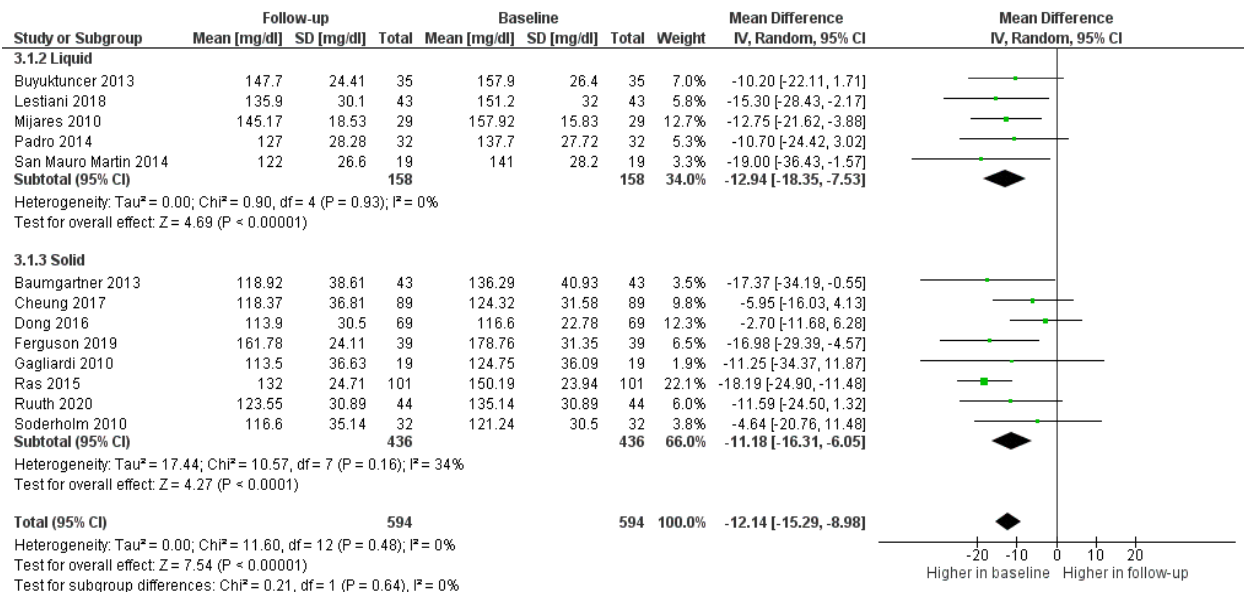 Follow-up Baseline Mean Difference Mean Difference
Study or Subgroup Mean [mg/dl] SD [mg/dl] Total Mean [mg/dl] SD [mg/dl] Total Weight IV, Random, 95% CI IV, Random, 95% CI
3.1.2 Liquid
Buyuktuncer 2013 147.7 24.41 35 157.9 26.4 35 7.0% -10.20 [-22.11, 1.71]
Lestiani 2018 135.9 30.1 43 151.2 32 43 5.8% -15.30 [-28.43, -2.17]
Mijares 2010 145.17 18.53 29 157.92 15.83 29 12.7% -12.75 [-21.62, -3.88]
Padro 2014 127 28.28 32 137.7 27.72 32 5.3% -10.70 [-24.42, 3.02]
San Mauro Martin 2014 122 26.6 19 141 28.2 19 3.3% -19.00 [-36.43, -1.57]
Subtotal (95% CI) 158 158 34.0% -12.94 [-18.35, -7.53]
Heterogeneity: Tau² = 0.00; Chi² = 0.90, df = 4 (P = 0.93); I² = 0%
Test for overall effect: Z = 4.69 (P < 0.00001)
3.1.3 Solid
Baumgartner 2013 118.92 38.61 43 136.29 40.93 43 3.5% -17.37 [-34.19, -0.55]
Cheung 2017 118.37 36.81 89 124.32 31.58 89 9.8% -5.95 [-16.03, 4.13]
Dong 2016 113.9 30.5 69 116.6 22.78 69 12.3% -2.70 [-11.68, 6.28]
Ferguson 2019 161.78 24.11 39 178.76 31.35 39 6.4% -16.98 [-29.39, -4.57]
Gagliardi 2010 113.5 36.63 19 124.75 36.09 19 1.9% -11.25 [-34.37, 11.87]
Ras 2015 132 24.71 101 150.19 23.94 101 22.1% -18.19 [-24.90, -11.48]
Ruuth 2020 123.55 30.89 44 135.14 30.89 44 6.0% -11.59 [-24.50, 1.32]
Soderholm 2010 116.6 35.14 32 121.24 30.5 32 3.8% -4.64 [-20.76, 11.48]
Subtotal (95% CI) 436 436 66.0% -11.18 [-16.31, -6.05]
Heterogeneity: Tau² = 17.44; Chi² = 10.57, df = 7 (P = 0.16); I² = 34%
Test for overall effect: Z = 4.27 (P < 0.0001)
Total (95% CI) 594 594 100.0% -12.14 [-15.29, -8.98]
Heterogeneity: Tau² = 0.00; Chi² = 11.60, df = 12 (P = 0.48); I² = 0%
Test for overall effect: Z = 7.54 (P < 0.00001)
Test for subgroup differences: Chi² = 0.21, df = 1 (P = 0.64), I² = 0%
-20 -10 0 10 20
Higher in baseline Higher in follow-up